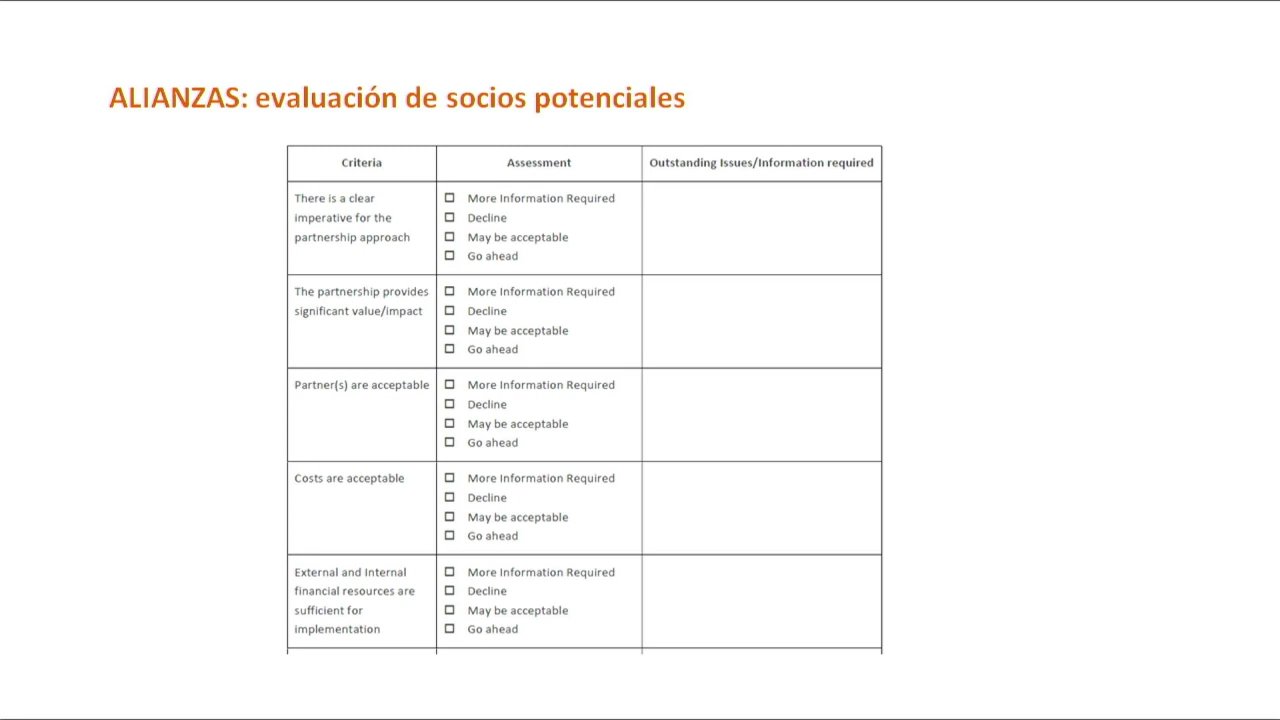 ALIANZAS: evaluación de socios potenciales
Criteria
Assessment
Outstanding Issues/Information required
There is a clear
imperative for the
partnership approach
More Information Required
Decline
May be acceptable
Go ahead
The partnership provides
significant value/impact
More Information Required
Decline
May be acceptable
Go ahead
Partner(s) are acceptable
More Information Required
Decline
May be acceptable
Go ahead
Costs are acceptable
More Information Required
Decline
May be acceptable
Go ahead
External and Internal
financial resources are
sufficient for
implementation
More Information Required
Decline
May be acceptable
Go ahead